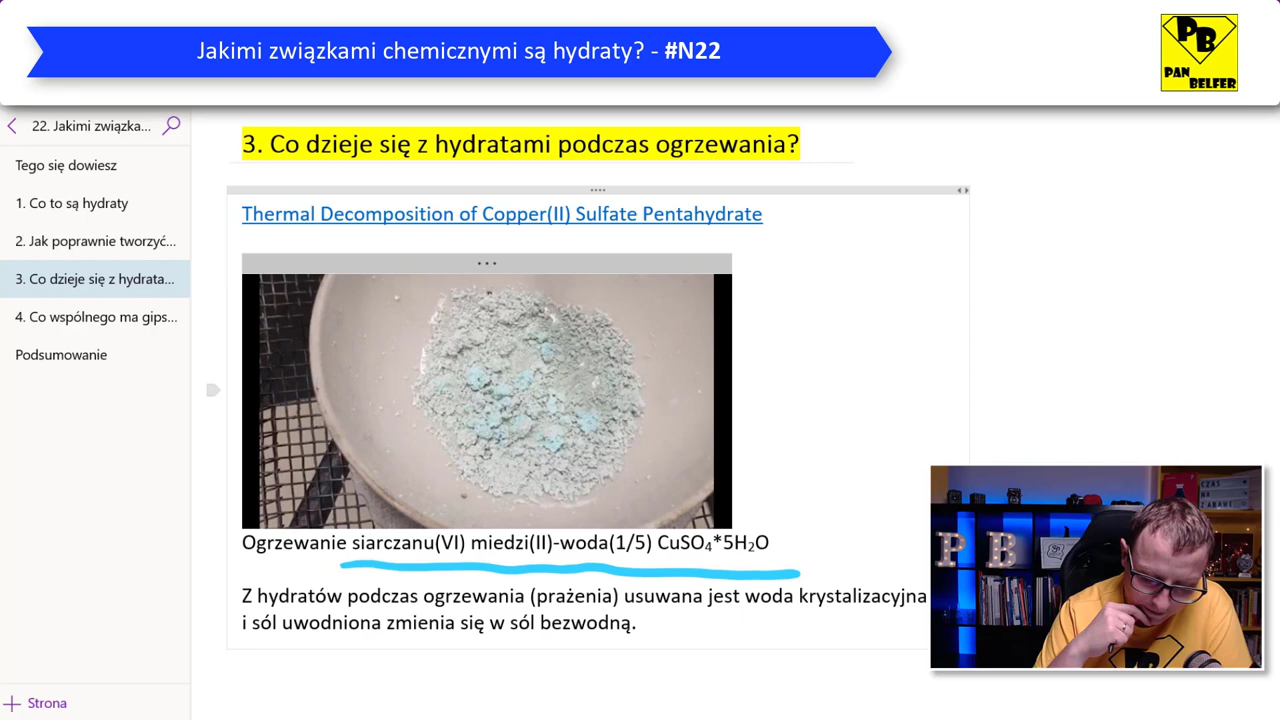 Jakimi związkami chemicznymi są hydraty? - #N22
PB
PAN
BELFER
22. Jakimi związka...
Tego się dowiesz
1. Co to są hydraty
2. Jak poprawnie tworzyć...
3. Co dzieje się z hydrata...
4. Co wspólnego ma gips...
Podsumowanie
Strona
3. Co dzieje się z hydratami podczas ogrzewania?
Thermal Decomposition of Copper(II) Sulfate Pentahydrate
Ogrzewanie siarczanu(VI) miedzi(II)-woda(1/5) CuSO₄*5H₂O
Z hydratów podczas ogrzewania (prażenia) usuwana jest woda krystalizacyjna
i sól uwodniona zmienia się w sól bezwodną.
P B
CZAS
NA
ZABAWĘ